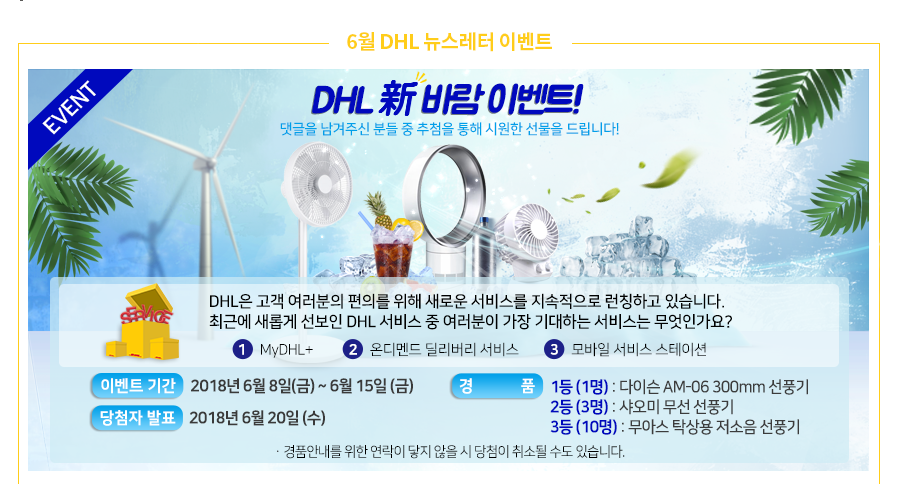 6월 DHL 뉴스레터 이벤트
EVENT
DHL 新 바람 이벤트!
댓글을 남겨주신 분들 중 추첨을 통해 시원한 선물을 드립니다!
SERVICE
DHL은 고객 여러분의 편의를 위해 새로운 서비스를 지속적으로 런칭하고 있습니다.
최근에 새롭게 선보인 DHL 서비스 중 여러분이 가장 기대하는 서비스는 무엇인가요?
1 MyDHL+ 2 온디멘드 딜리버리 서비스 3 모바일 서비스 스테이션
이벤트 기간 2018년 6월 8일(금) ~ 6월 15일 (금)
당첨자 발표 2018년 6월 20일 (수)
경 품 1등 (1명) : 다이슨 AM-06 300mm 선풍기
2등 (3명) : 샤오미 무선 선풍기
3등 (10명) : 무아스 탁상용 저소음 선풍기
· 경품안내를 위한 연락이 닿지 않을 시 당첨이 취소될 수도 있습니다.